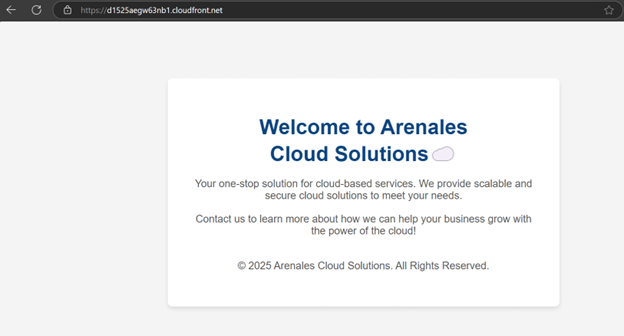 https://d1525aegw63nb1.cloudfront.net
Welcome to Arenales
Cloud Solutions
Your one-stop solution for cloud-based services. We provide scalable and
secure cloud solutions to meet your needs.
Contact us to learn more about how we can help your business grow with
the power of the cloud!
© 2025 Arenales Cloud Solutions. All Rights Reserved.